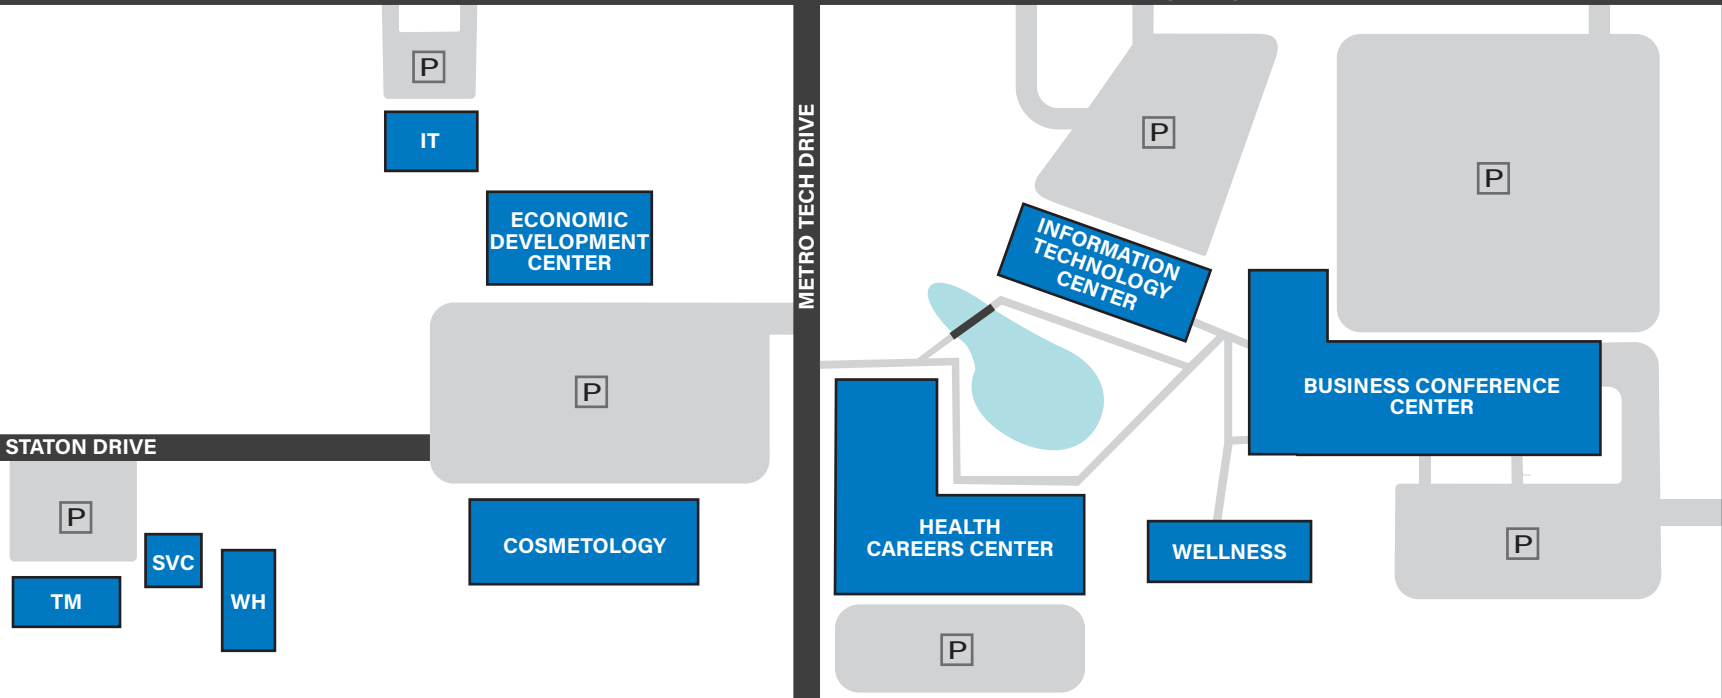 P
IT
ECONOMIC
DEVELOPMENT
CENTER
METRO TECH DRIVE
P
P
INFORMATION
TECHNOLOGY
CENTER
P
BUSINESS CONFERENCE
CENTER
STATON DRIVE
P
SVC
TM
WH
COSMETOLOGY
HEALTH
CAREERS CENTER
WELLNESS
P
P